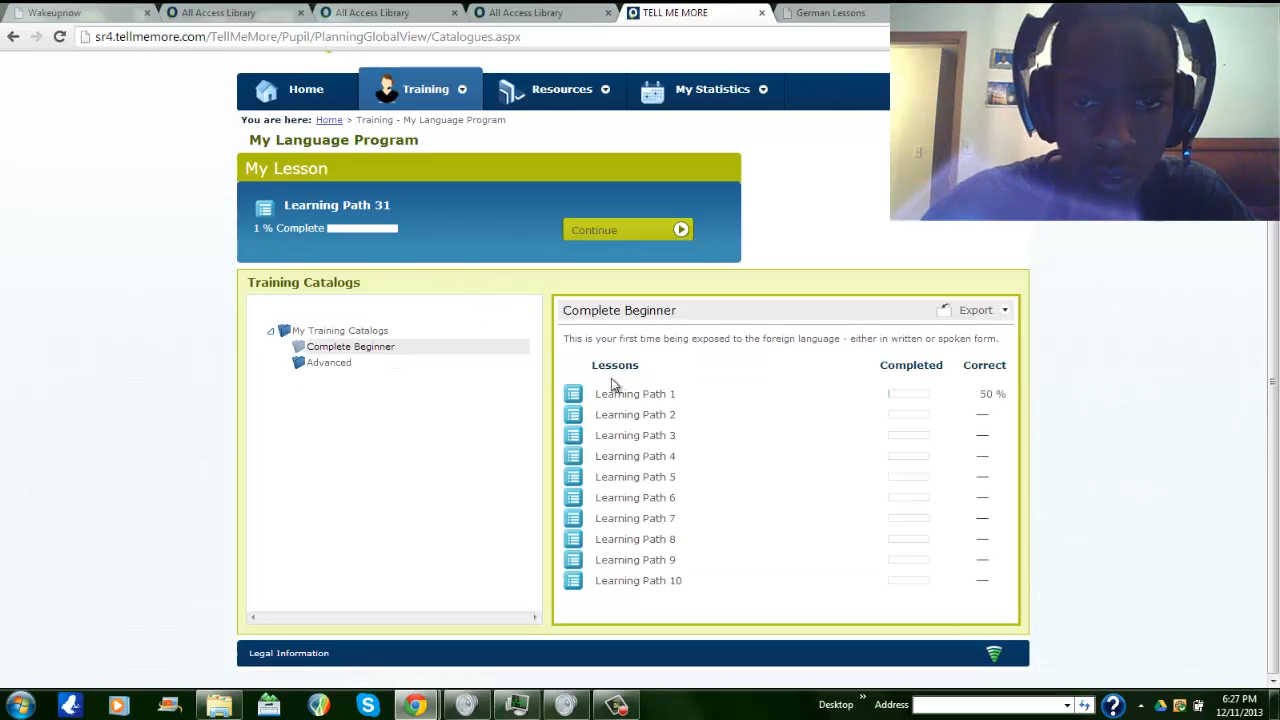 Wakeupnow
All Access Library
All Access Library
All Access Library
TELL ME MORE
German Lessons
sr4.tellmemore.com/TellMeMore/Pupil/PlanningGlobalView/Catalogues.aspx
Home
Training
Resources
My Statistics
You are here: Home > Training - My Language Program
My Language Program
My Lesson
Learning Path 31
1 % Complete
Continue
Training Catalogs
My Training Catalogs
Complete Beginner
Advanced
Complete Beginner
Export
This is your first time being exposed to the foreign language - either in written or spoken form.
Lessons Completed Correct
Learning Path 1 50 %
Learning Path 2 —
Learning Path 3 —
Learning Path 4 —
Learning Path 5 —
Learning Path 6 —
Learning Path 7 —
Learning Path 8 —
Learning Path 9 —
Learning Path 10 —
Legal Information
Desktop » Address
6:27 PM
12/11/2013